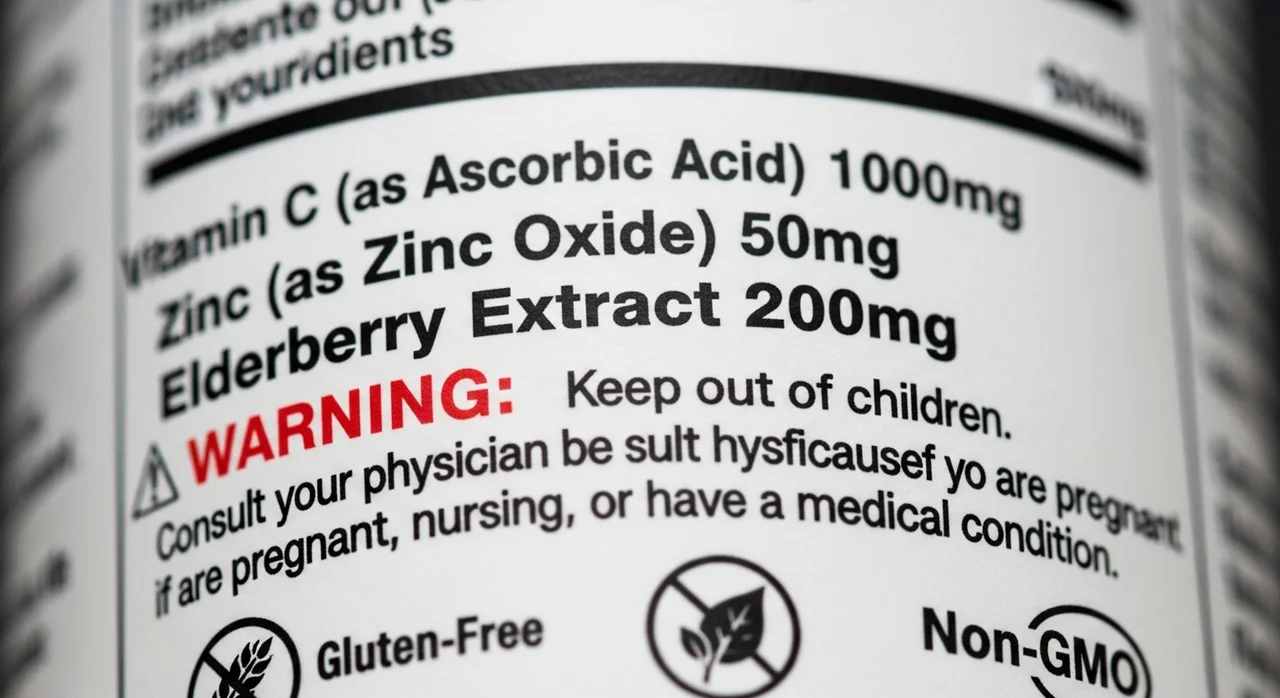 yourdients
Vitamin C (as Ascorbic Acid) 1000mg
Zinc (as Zinc Oxide) 50mg
Elderberry Extract 200mg
WARNING: Keep out of children.
Consult your physician be sult hysficausef yo are pregnant
if are pregnant, nursing, or have a medical condition.
Gluten-Free
Non-GMO